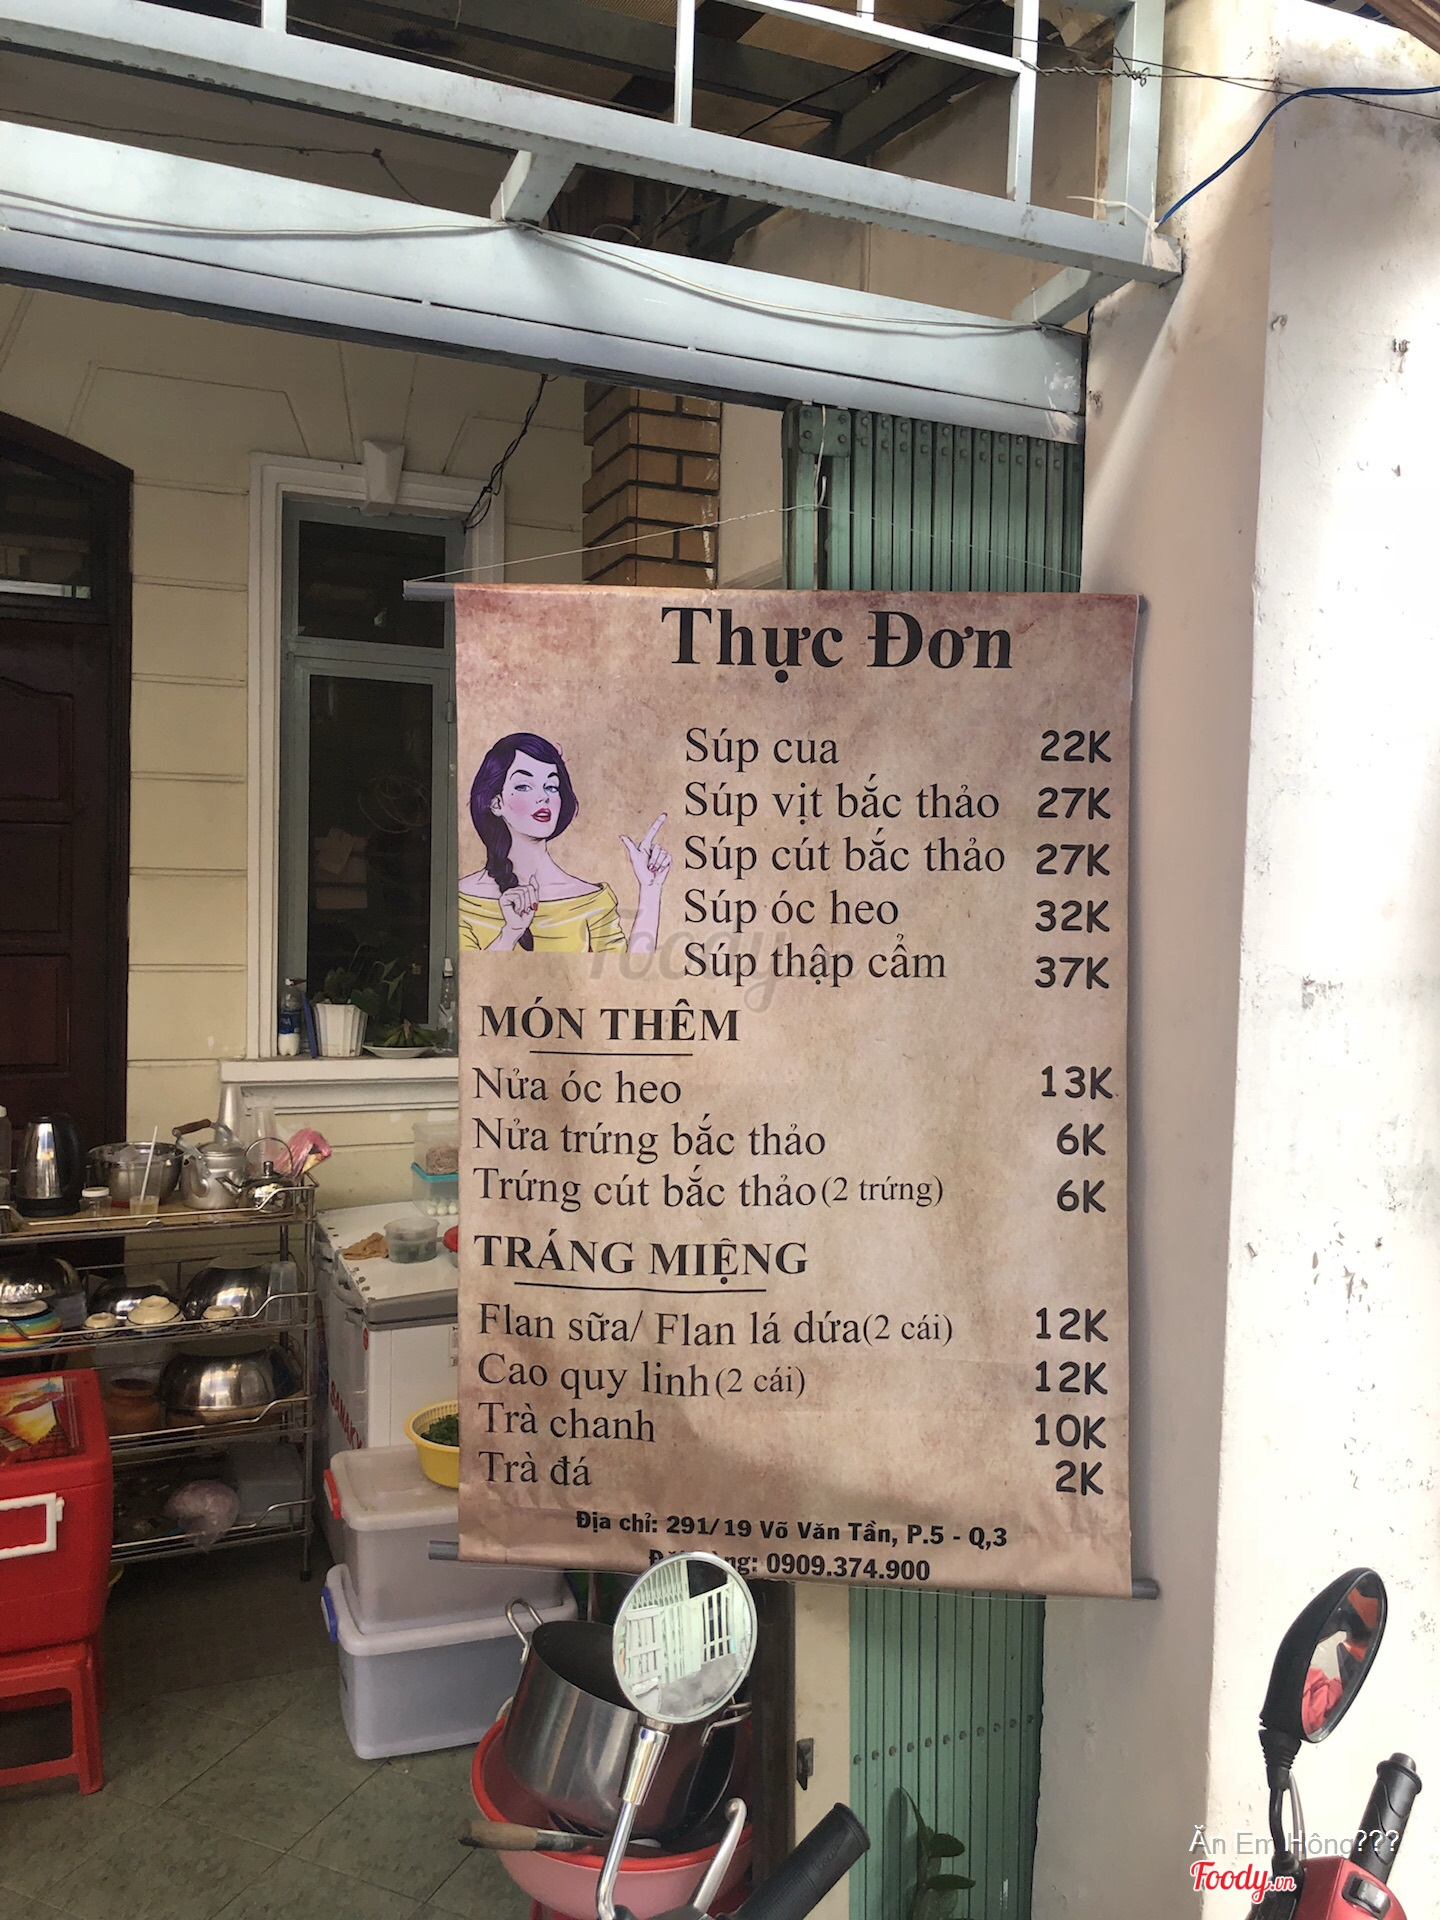 Thực Đơn
Súp cua 22K
Súp vịt bắc thảo 27K
Súp cút bắc thảo 27K
Súp óc heo 32K
Súp thập cẩm 37K
MÓN THÊM
Nửa óc heo 13K
Nửa trứng bắc thảo 6K
Trứng cút bắc thảo(2 trứng) 6K
TRÁNG MIỆNG
Flan sữa/ Flan lá dứa(2 cái) 12K
Cao quy linh(2 cái) 12K
Trà chanh 10K
Trà đá 2K
Địa chỉ: 291/19 Võ Văn Tần, P.5 - Q,3
0909.374.900
Foody
Ăn Em Hông???
Foody.vn